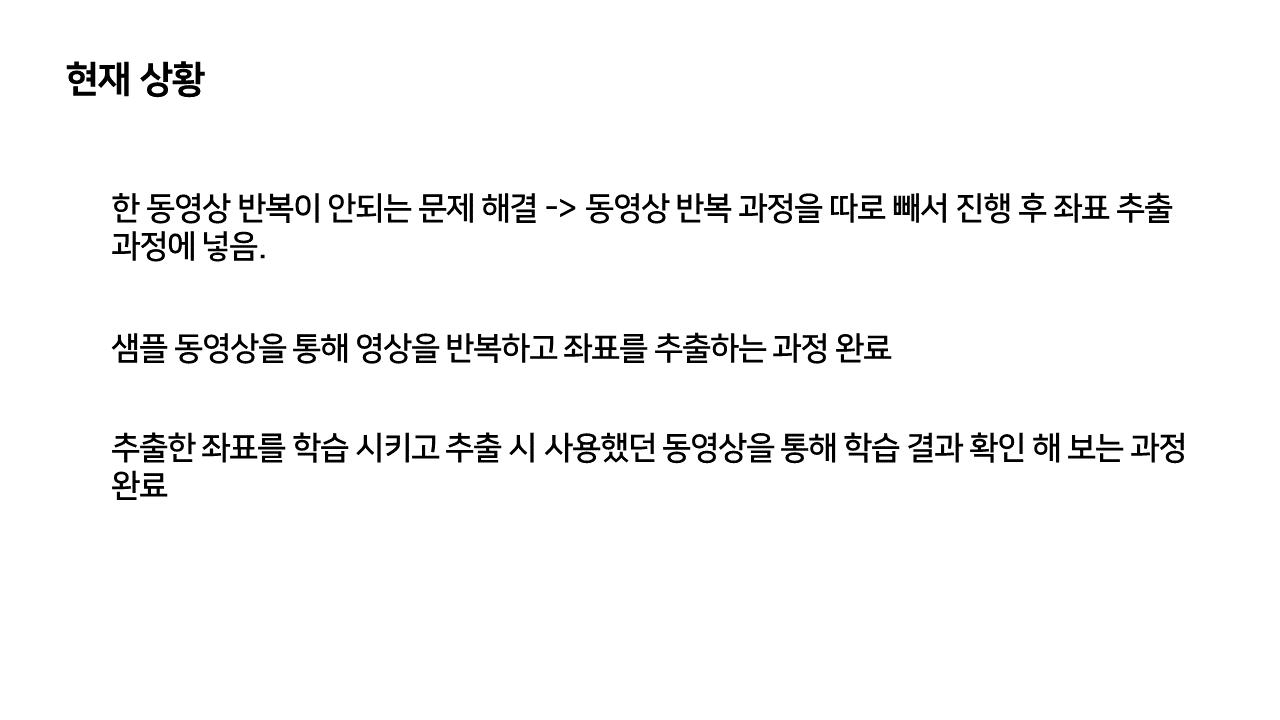 현재 상황
한 동영상 반복이 안되는 문제 해결 -> 동영상 반복 과정을 따로 빼서 진행 후 좌표 추출
과정에 넣음.
샘플 동영상을 통해 영상을 반복하고 좌표를 추출하는 과정 완료
추출한 좌표를 학습 시키고 추출 시 사용했던 동영상을 통해 학습 결과 확인 해 보는 과정
완료